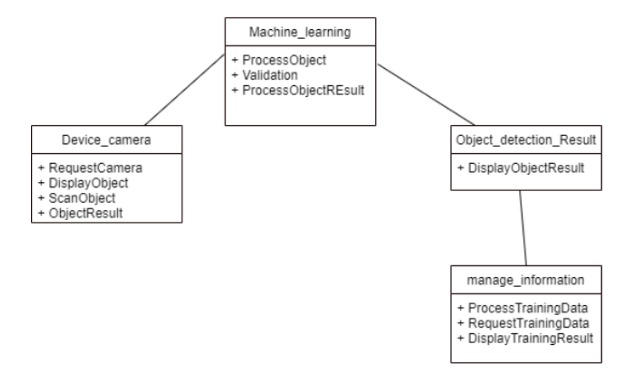 Machine_learning
+ ProcessObject
+ Validation
+ ProcessObjectREsult
Device_camera
+ RequestCamera
+ DisplayObject
+ ScanObject
+ ObjectResult
Object_detection_Result
+ DisplayObjectResult
manage_information
+ ProcessTrainingData
+ RequestTrainingData
+ DisplayTrainingResult